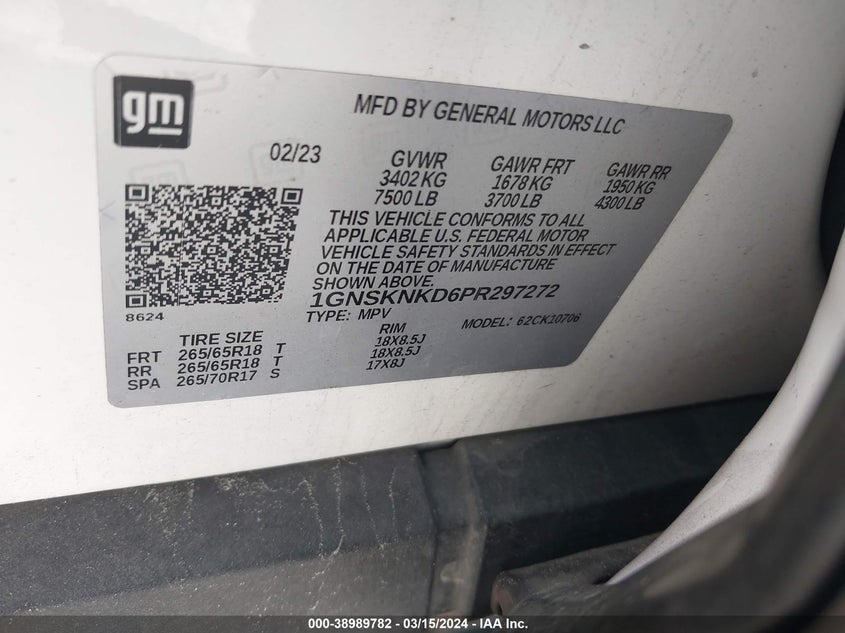 gm
MFD BY GENERAL MOTORS LLC
02/23 GVWR GAWR FRT GAWR RR
3402 KG 1678 KG 1950 KG
7500 LB 3700 LB 4300 LB
THIS VEHICLE CONFORMS TO ALL
APPLICABLE U.S. FEDERAL MOTOR
VEHICLE SAFETY STANDARDS IN EFFECT
ON THE DATE OF MANUFACTURE
SHOWN ABOVE.
1GNSKNKD6PR297272
8624
TYPE: MPV MODEL: 62CK10706
TIRE SIZE RIM
FRT 265/65R18 T 18X8.5J
RR 265/65R18 T 18X8.5J
SPA 265/70R17 S 17X8J
000-38989782 - 03/15/2024 - IAA Inc.